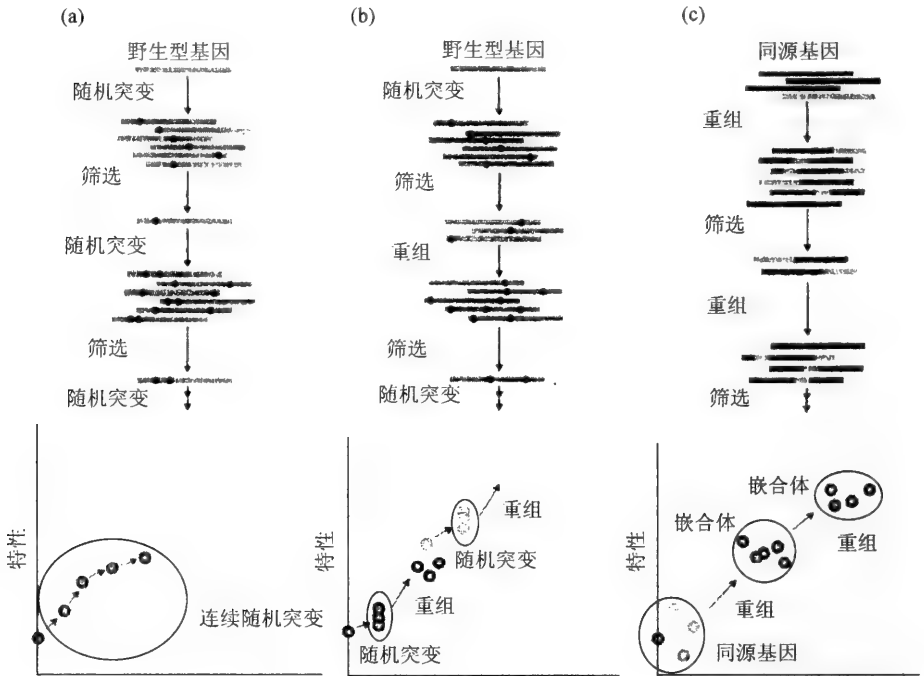 (a)
野生型基因
随机突变
筛选
随机突变
筛选
随机突变
(b)
野生型基因
随机突变
筛选
重组
筛选
随机突变
(c)
同源基因
重组
筛选
重组
筛选
特性
连续随机突变
特性
随机突变
重组
随机突变
重组
特性
同源基因
重组
嵌合体
嵌合体
重组